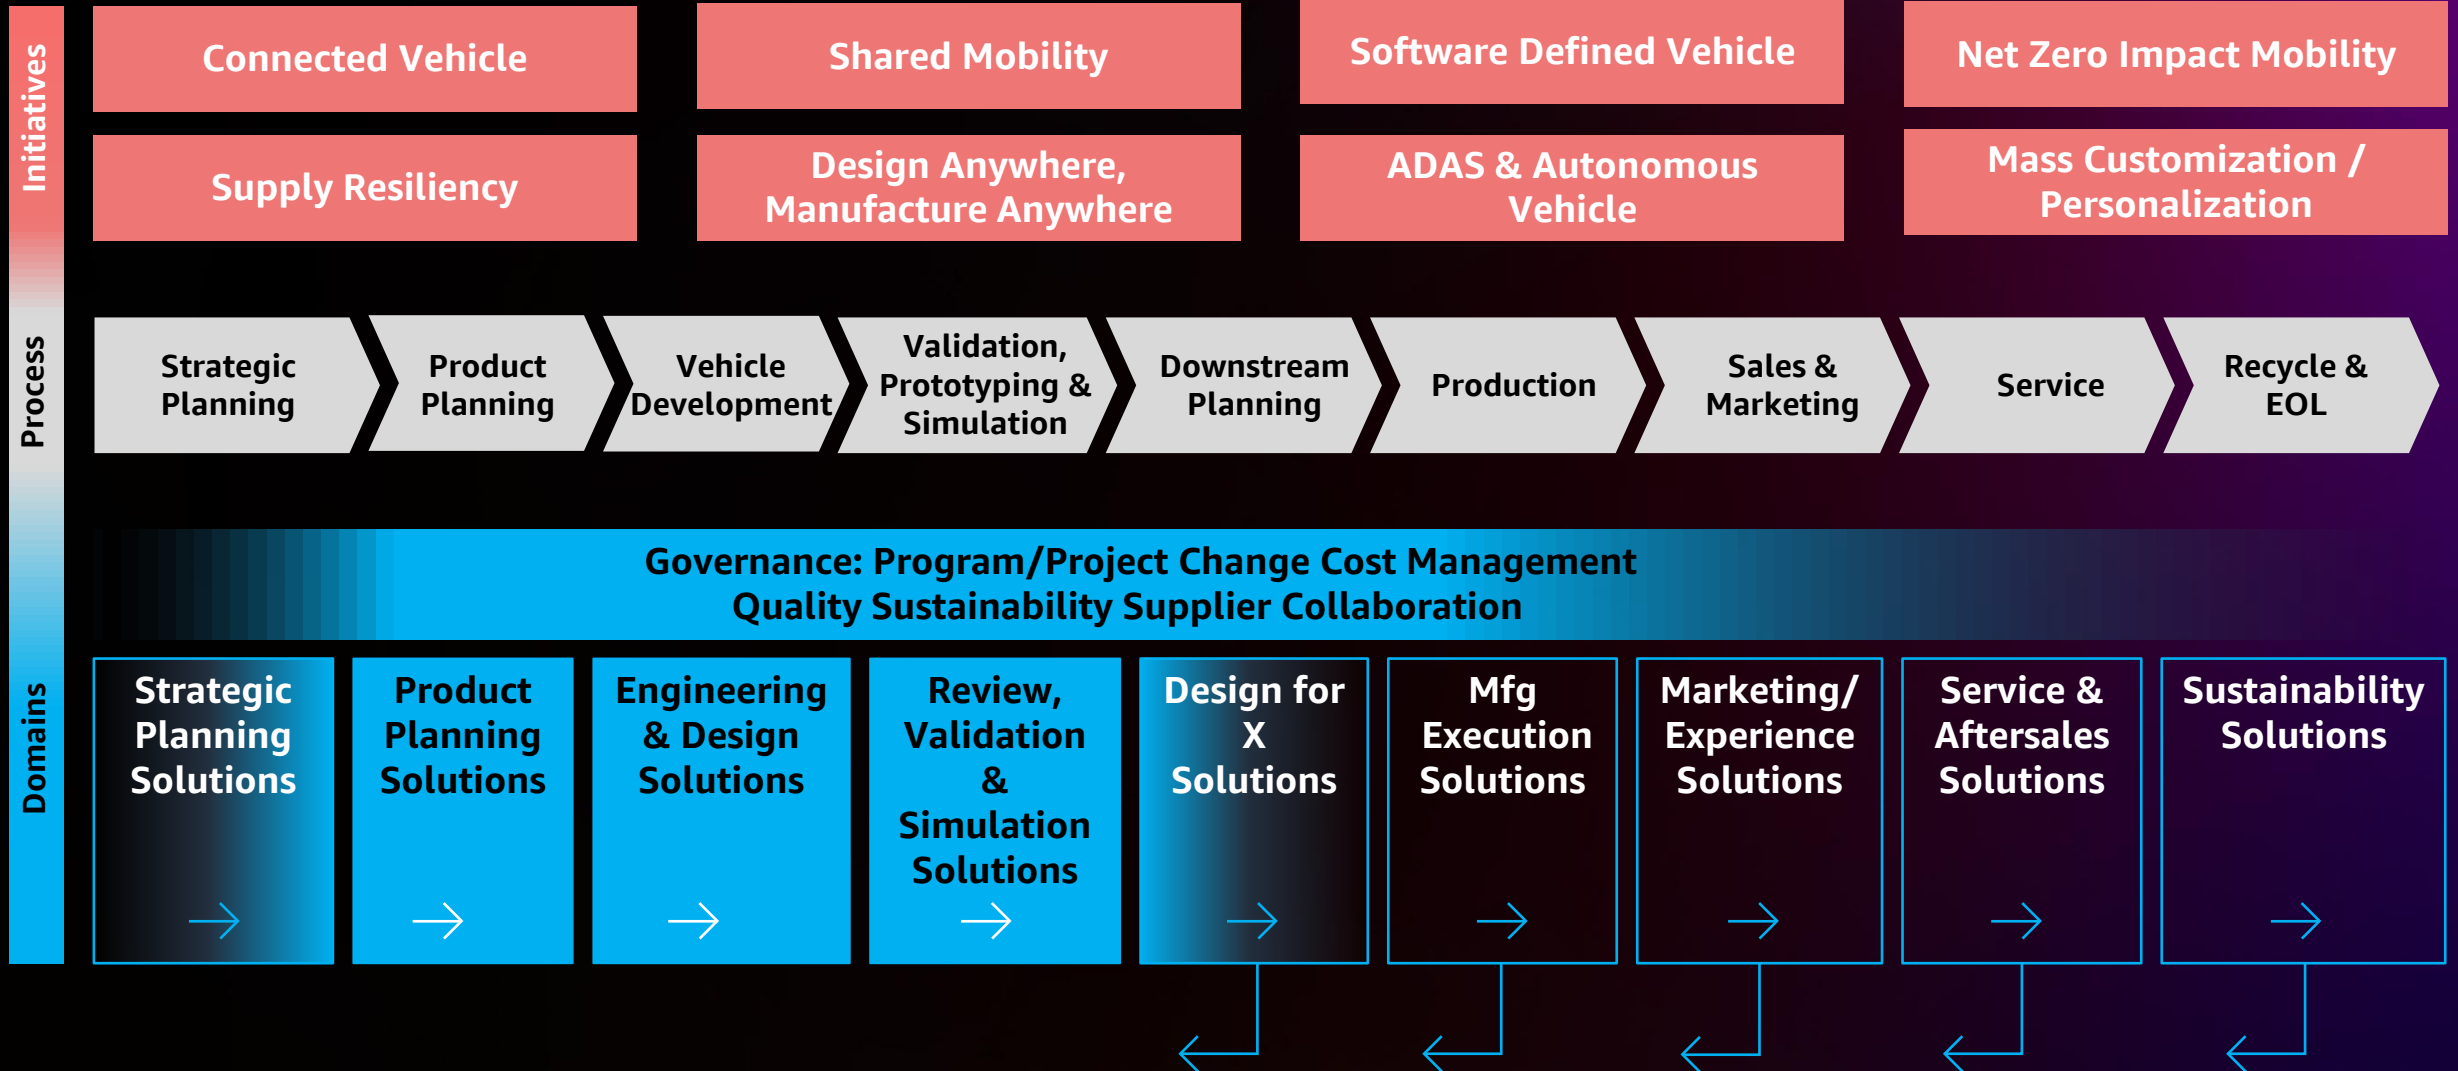 Initiatives
Connected Vehicle
Shared Mobility
Software Defined Vehicle
Net Zero Impact Mobility
Supply Resiliency
Design Anywhere,
Manufacture Anywhere
ADAS & Autonomous
Vehicle
Mass Customization /
Personalization
Process
Strategic
Planning
Product
Planning
Vehicle
Development
Validation,
Prototyping &
Simulation
Downstream
Planning
Production
Sales &
Marketing
Service
Recycle &
EOL
Domains
Governance: Program/Project Change Cost Management
Quality Sustainability Supplier Collaboration
Strategic
Planning
Solutions
Product
Planning
Solutions
Engineering
& Design
Solutions
Review,
Validation
&
Simulation
Solutions
Design for
X
Solutions
Mfg
Execution
Solutions
Marketing/
Experience
Solutions
Service &
Aftersales
Solutions
Sustainability
Solutions